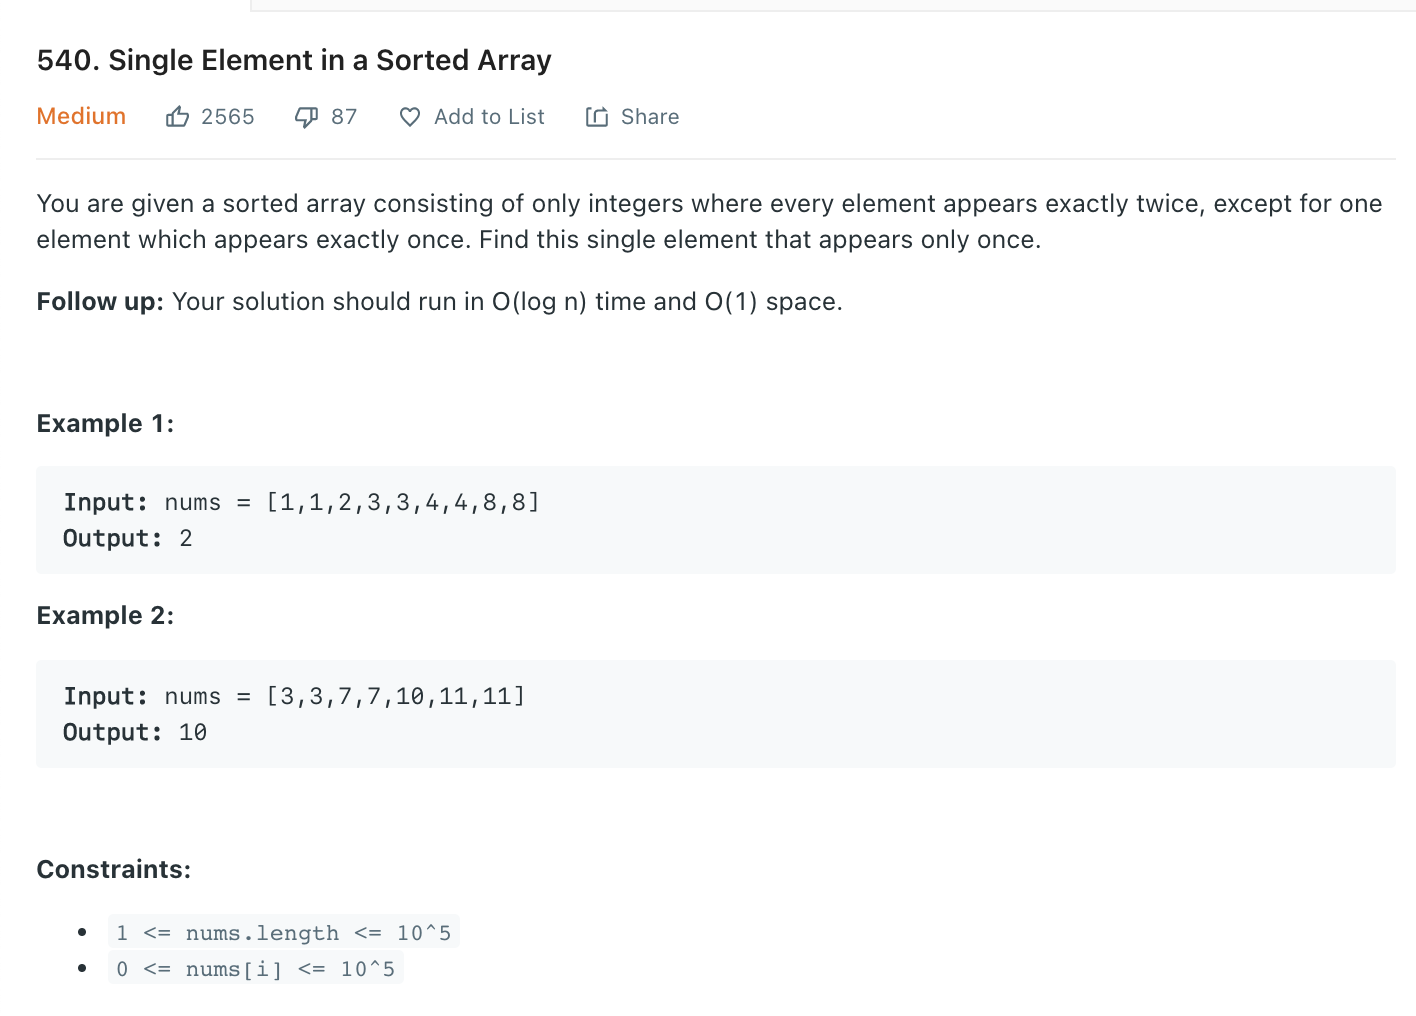 540. Single Element in a Sorted Array
Medium 2565 87 Add to List Share
You are given a sorted array consisting of only integers where every element appears exactly twice, except for one
element which appears exactly once. Find this single element that appears only once.
Follow up: Your solution should run in O(log n) time and O(1) space.
Example 1:
Input: nums = [1,1,2,3,3,4,4,8,8]
Output: 2
Example 2:
Input: nums = [3,3,7,7,10,11,11]
Output: 10
Constraints:
• 1 <= nums.length <= 10^5
• 0 <= nums[i] <= 10^5